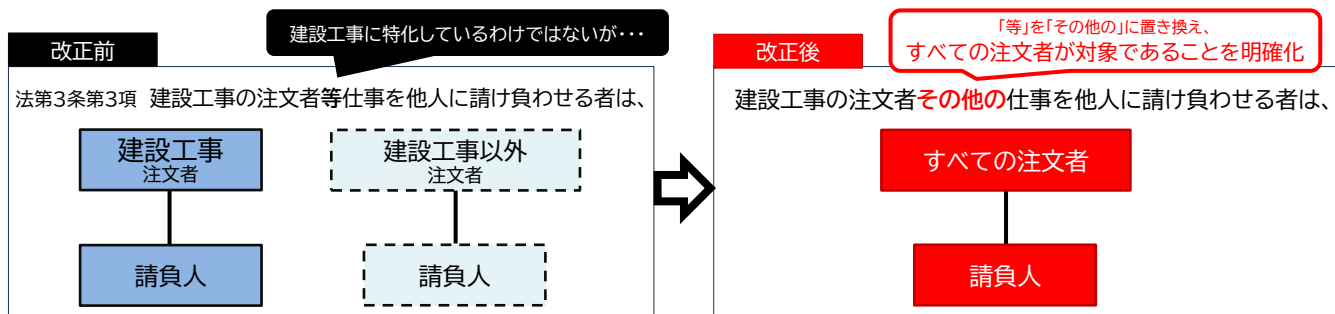 改正前
建設工事に特化しているわけではないが・・・
法第3条第3項 建設工事の注文者等仕事を他人に請け負わせる者は、
建設工事
注文者
建設工事以外
注文者
請負人
請負人
改正後
「等」を「その他の」に置き換え、
すべての注文者が対象であることを明確化
建設工事の注文者その他の仕事を他人に請け負わせる者は、
すべての注文者
請負人